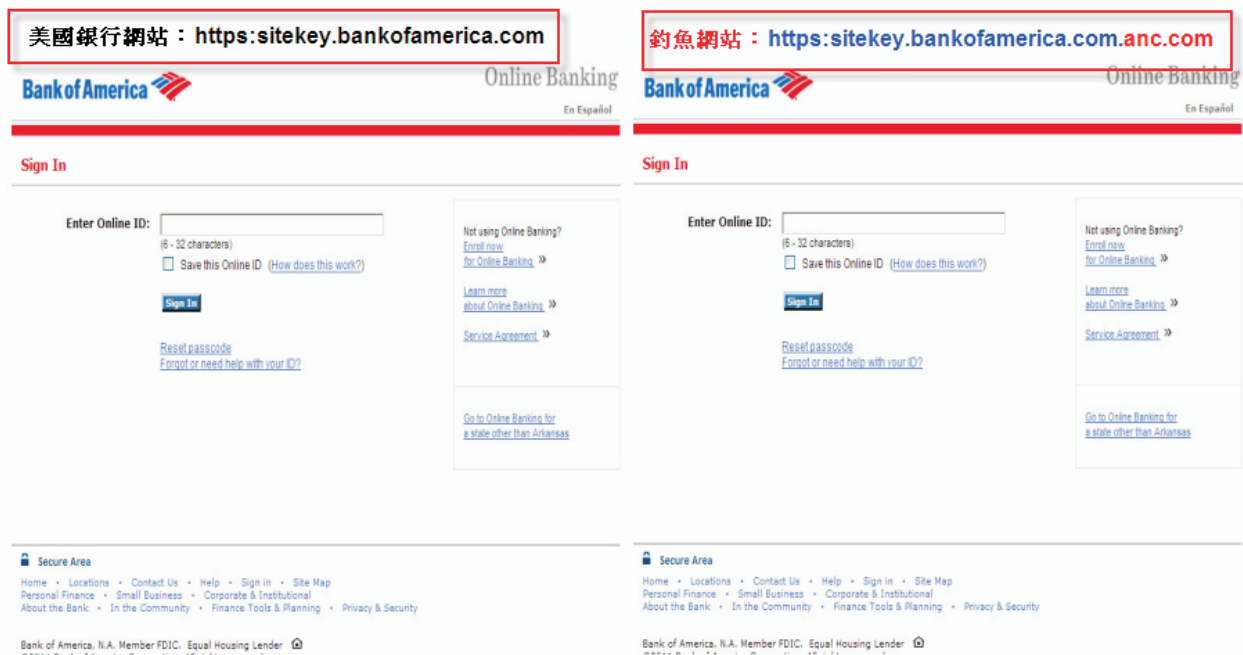 美國銀行網站：https:sitekey.bankofamerica.com
Bank of America
Online Banking
En Español
Sign In
Enter Online ID:
(6 - 32 characters)
Save this Online ID (How does this work?)
Sign In
Reset passcode
Forgot or need help with your ID?
Not using Online Banking?
Enroll now
for Online Banking »
Learn more
about Online Banking »
Service Agreement »
Go to Online Banking for
a state other than Arkansas
Secure Area
Home • Locations • Contact Us • Help • Sign in • Site Map
Personal Finance • Small Business • Corporate & Institutional
About the Bank • In the Community • Finance Tools & Planning • Privacy & Security
Bank of America, N.A. Member FDIC. Equal Housing Lender
釣魚網站：https:sitekey.bankofamerica.com.anc.com
Bank of America
Online Banking
En Español
Sign In
Enter Online ID:
(6 - 32 characters)
Save this Online ID (How does this work?)
Sign In
Reset passcode
Forgot or need help with your ID?
Not using Online Banking?
Enroll now
for Online Banking »
Learn more
about Online Banking »
Service Agreement »
Go to Online Banking for
a state other than Arkansas
Secure Area
Home • Locations • Contact Us • Help • Sign in • Site Map
Personal Finance • Small Business • Corporate & Institutional
About the Bank • In the Community • Finance Tools & Planning • Privacy & Security
Bank of America, N.A. Member FDIC. Equal Housing Lender